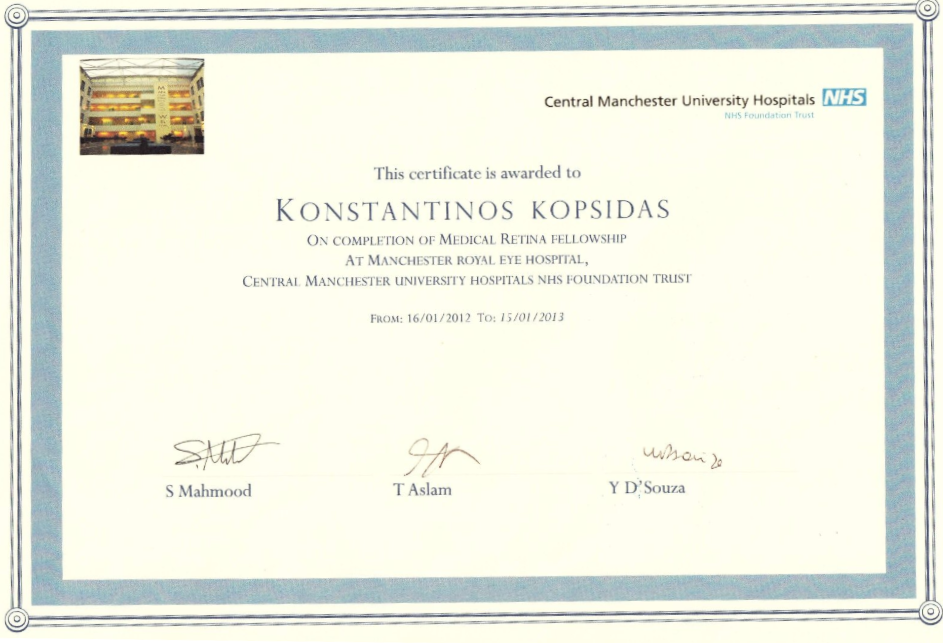 Central Manchester University Hospitals NHS
NHS Foundation Trust
This certificate is awarded to
KONSTANTINOS KOPSIDAS
ON COMPLETION OF MEDICAL RETINA FELLOWSHIP
AT MANCHESTER ROYAL EYE HOSPITAL,
CENTRAL MANCHESTER UNIVERSITY HOSPITALS NHS FOUNDATION TRUST
FROM: 16/01/2012 TO: 15/01/2013
S Mahmood
T Aslam
Y D'Souza